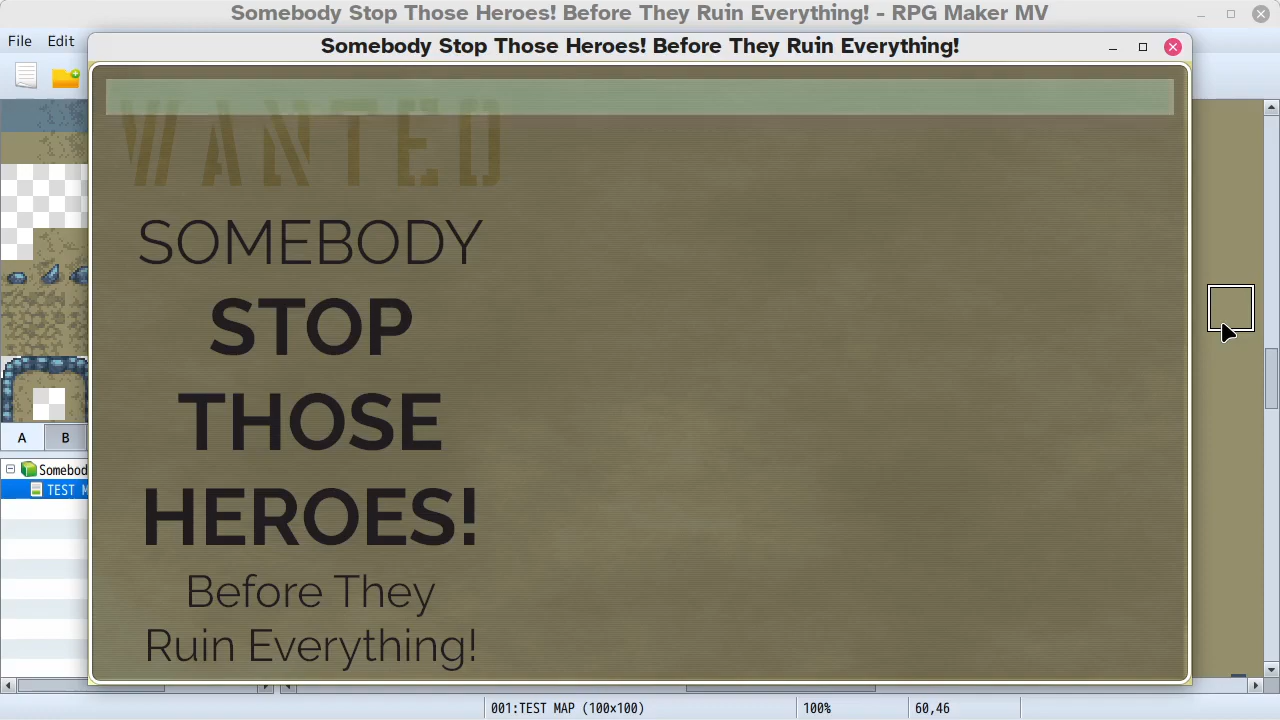 Somebody Stop Those Heroes! Before They Ruin Everything! - RPG Maker MV
File Edit
Somebody Stop Those Heroes! Before They Ruin Everything!
WANTED
SOMEBODY
STOP
THOSE
HEROES!
Before They
Ruin Everything!
A B
Somebod
TEST M
001:TEST MAP (100×100) 100% 60,46